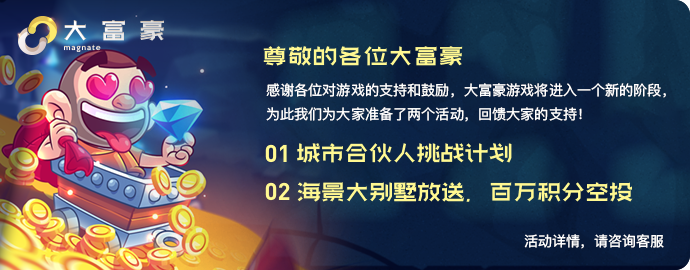 大富豪
magnate
尊敬的各位大富豪
感谢各位对游戏的支持和鼓励，大富豪游戏将进入一个新的阶段，
为此我们为大家准备了两个活动，回馈大家的支持！
01 城市合伙人挑战计划
02 海景大别墅放送，百万积分空投
活动详情，请咨询客服